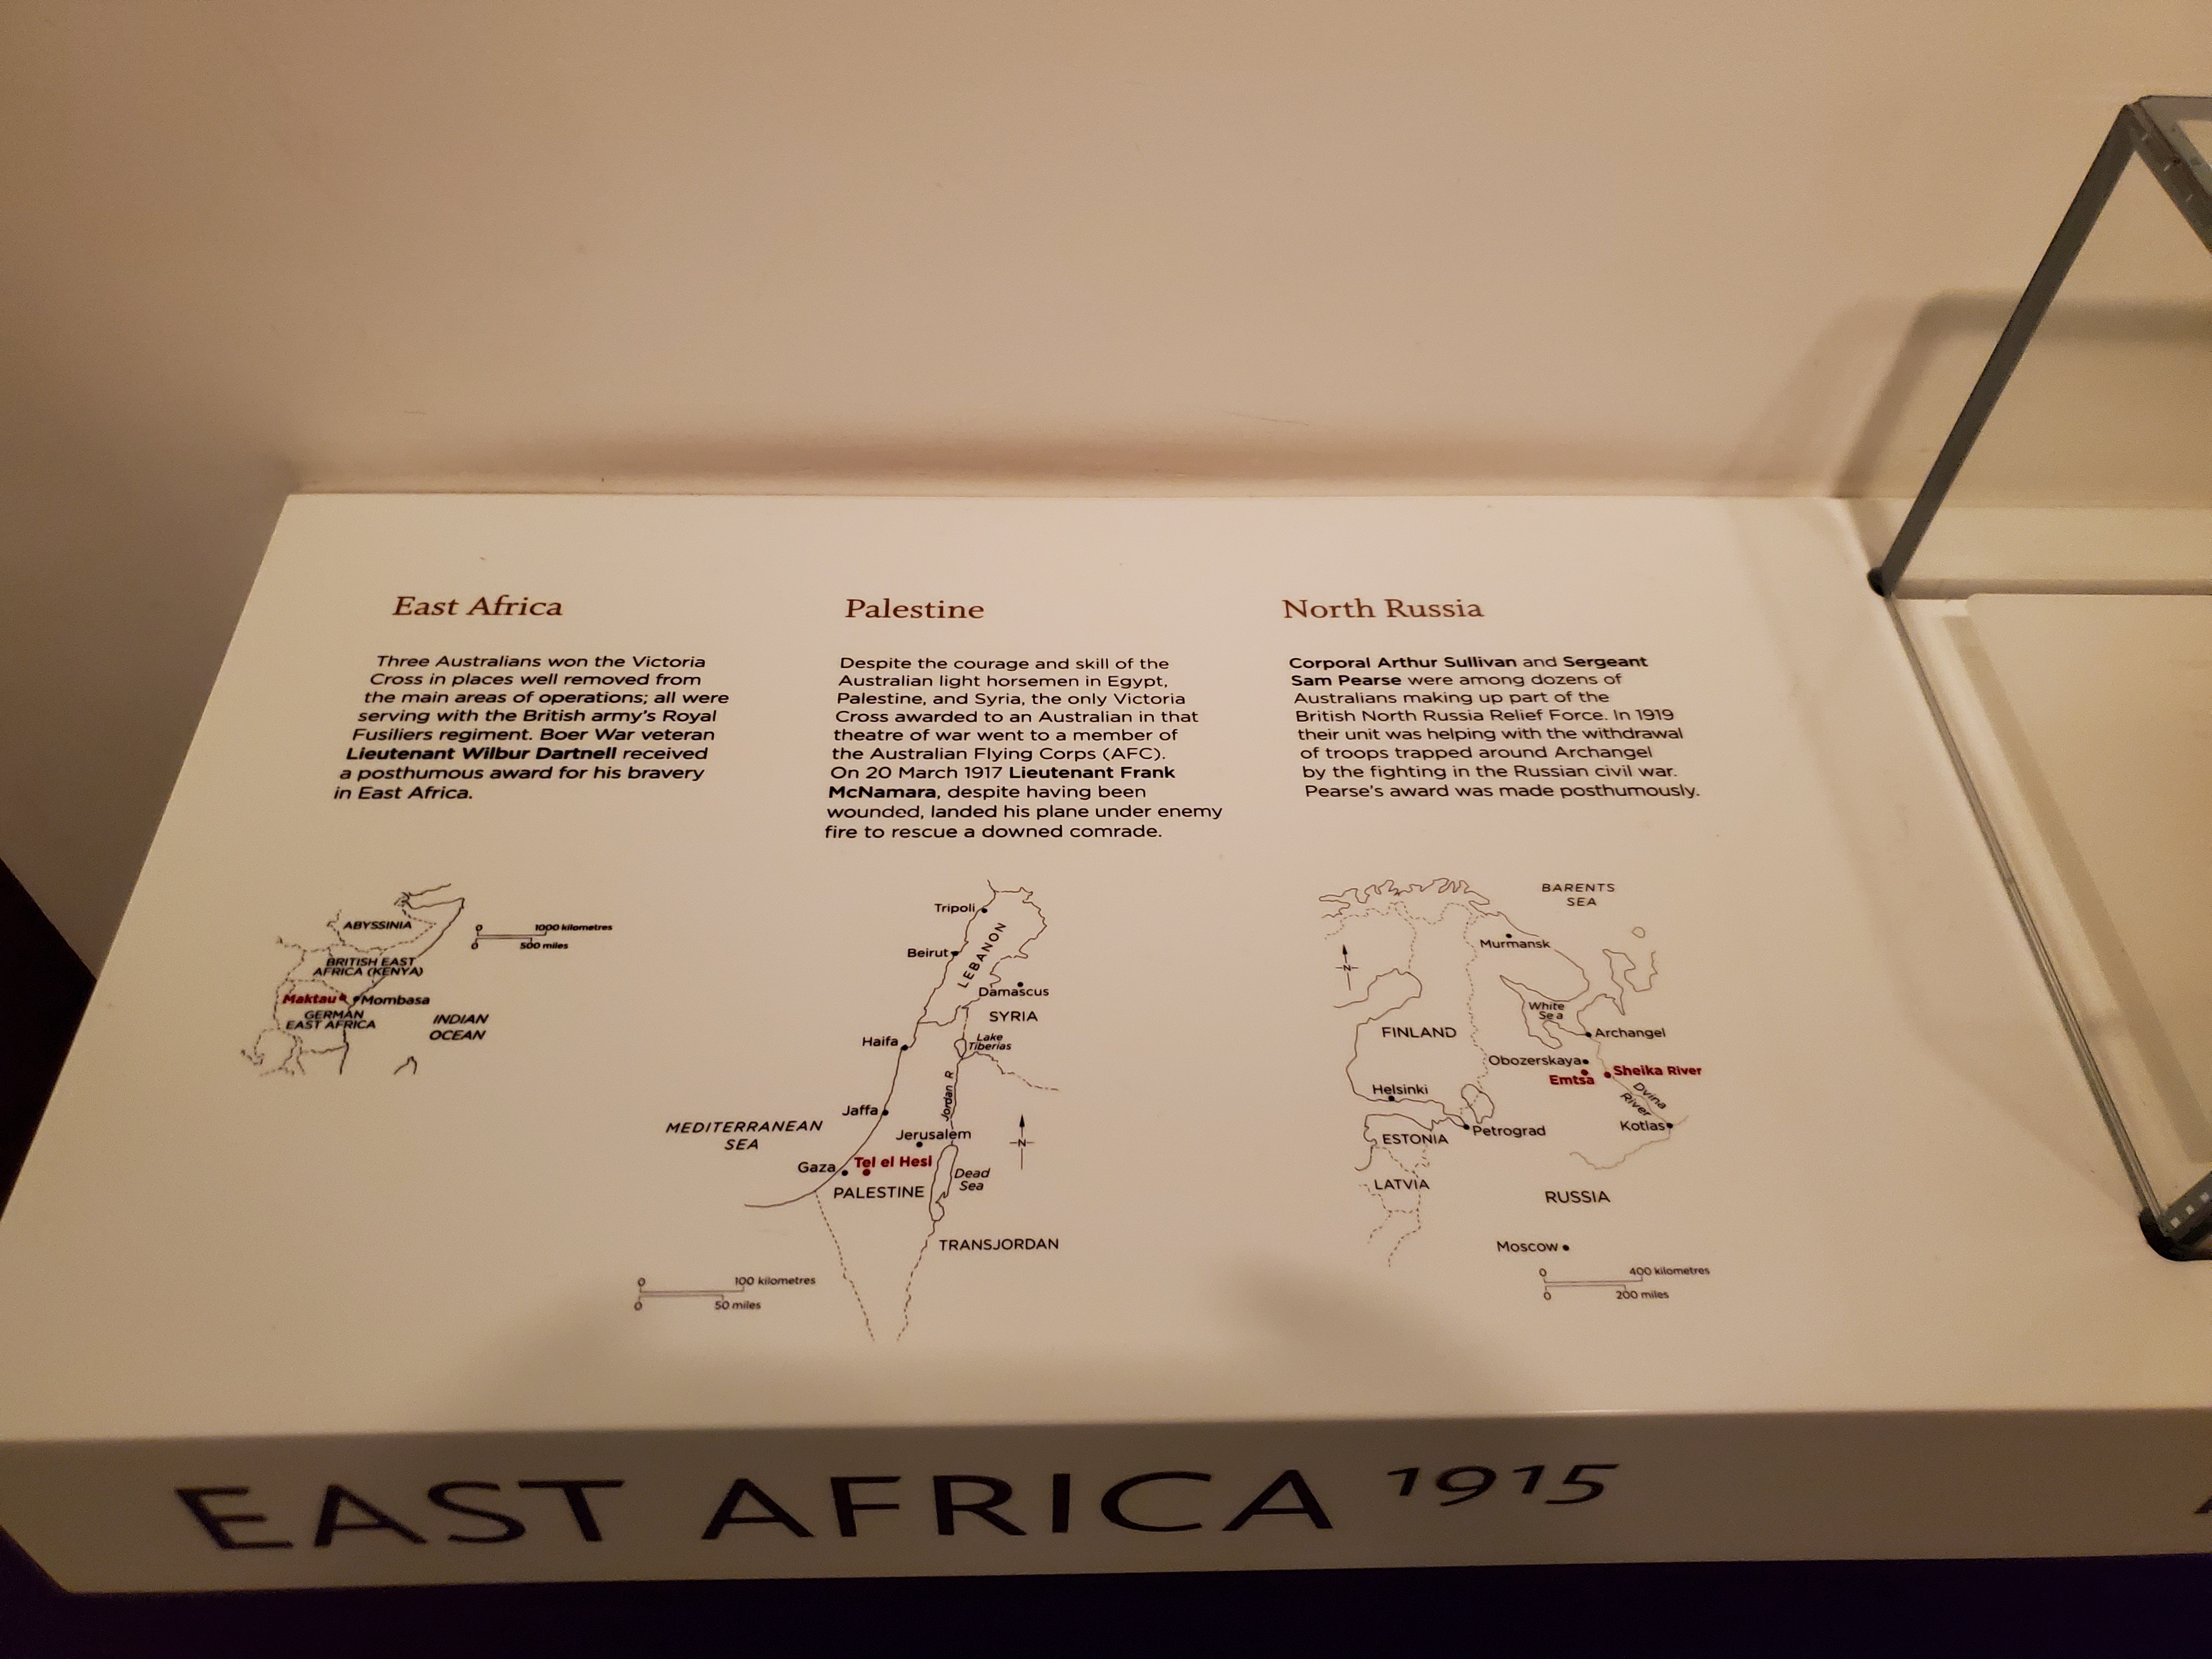 East Africa
Three Australians won the Victoria
Cross in places well removed from
the main areas of operations; all were
serving with the British army's Royal
Fusiliers regiment. Boer War veteran
Lieutenant Wilbur Dartnell received
a posthumous award for his bravery
in East Africa.
ABYSSINIA
0 1000 kilometres
0 500 miles
BRITISH EAST
AFRICA (KENYA)
Maktau
Mombasa
GERMAN
EAST AFRICA
INDIAN
OCEAN
Palestine
Despite the courage and skill of the
Australian light horsemen in Egypt,
Palestine, and Syria, the only Victoria
Cross awarded to an Australian in that
theatre of war went to a member of
the Australian Flying Corps (AFC).
On 20 March 1917 Lieutenant Frank
McNamara, despite having been
wounded, landed his plane under enemy
fire to rescue a downed comrade.
Tripoli
Beirut
LEBANON
Damascus
SYRIA
Haifa
Lake
Tiberias
Jordan R
Jaffa
MEDITERRANEAN
SEA
Jerusalem
N
Gaza
Tel el Hesi
Dead
Sea
PALESTINE
TRANSJORDAN
0 100 kilometres
0 50 miles
North Russia
Corporal Arthur Sullivan and Sergeant
Sam Pearse were among dozens of
Australians making up part of the
British North Russia Relief Force. In 1919
their unit was helping with the withdrawal
of troops trapped around Archangel
by the fighting in the Russian civil war.
Pearse's award was made posthumously.
BARENTS
SEA
Murmansk
N
White
Sea
FINLAND
Archangel
Obozerskaya
Emtsa
Sheika River
Helsinki
Dvina
River
Kotlas
Petrograd
ESTONIA
LATVIA
RUSSIA
Moscow
0 400 kilometres
0 200 miles
EAST AFRICA 1915